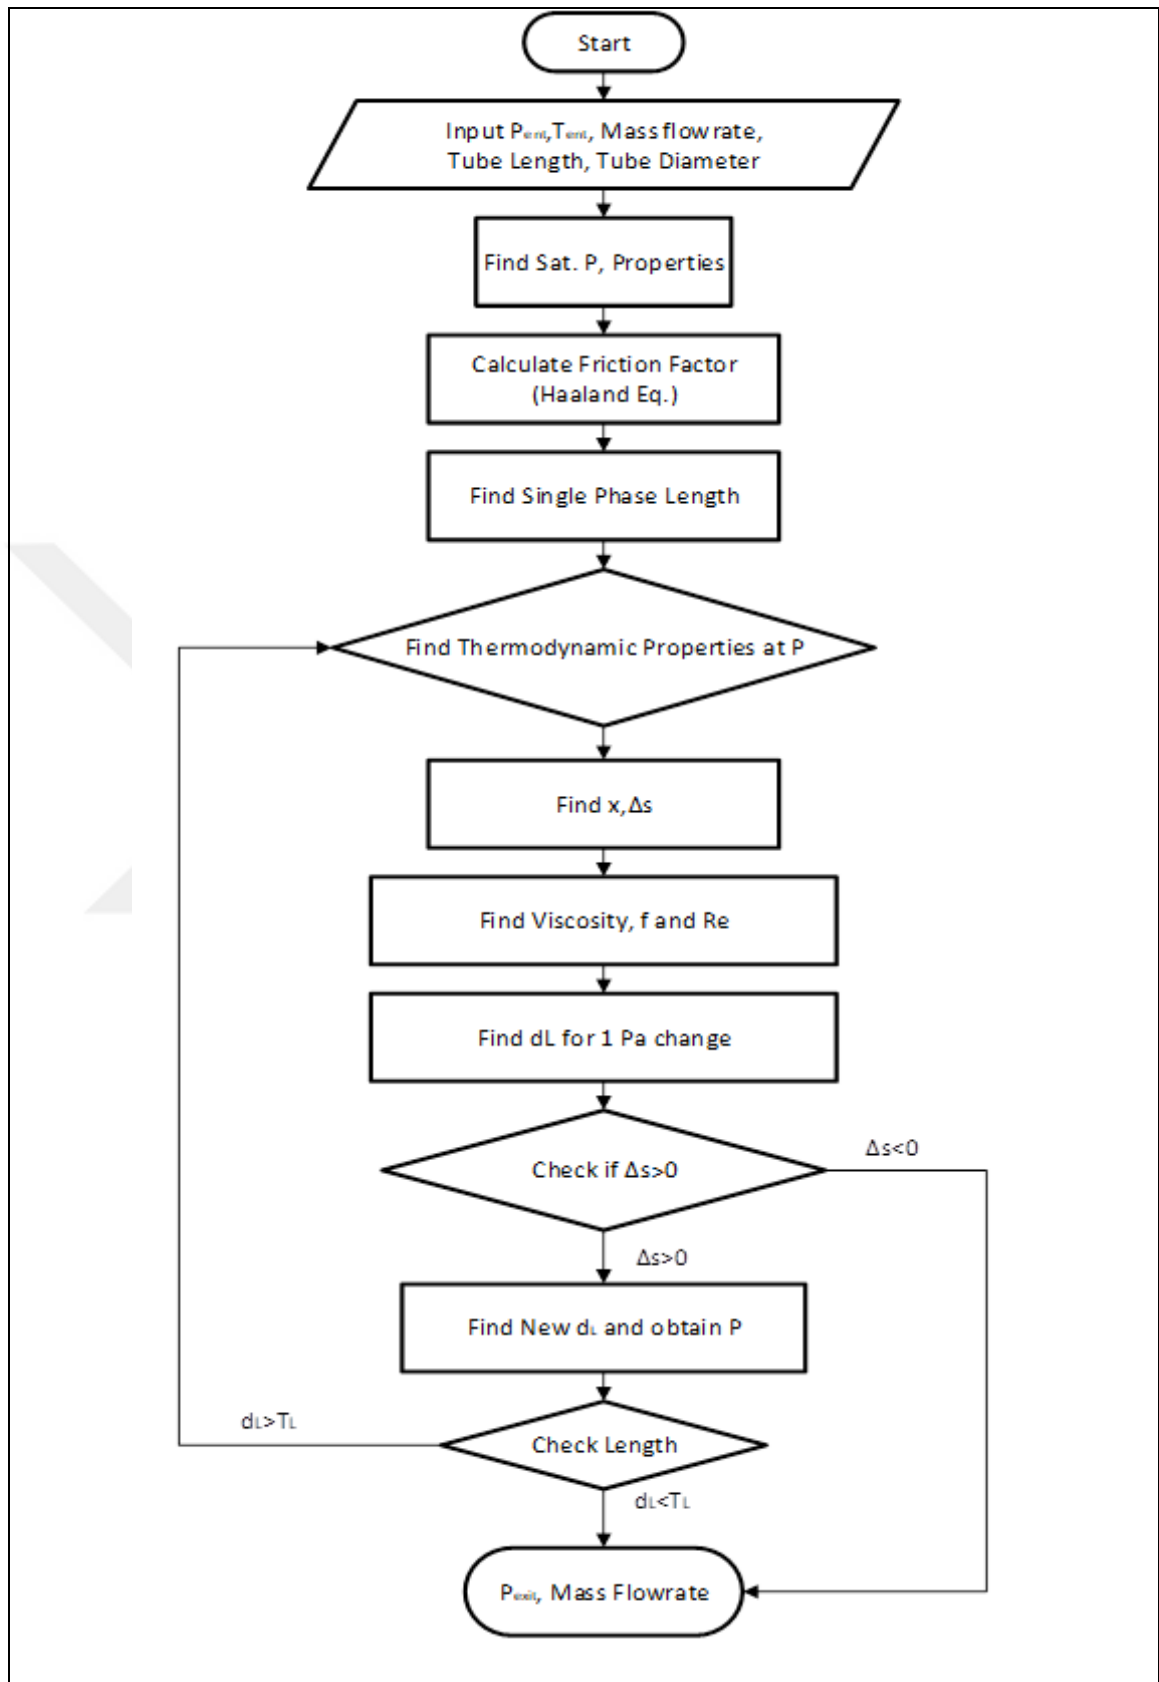 Start
Input Pent,Tent, Mass flowrate,
Tube Length, Tube Diameter
Find Sat. P, Properties
Calculate Friction Factor
(Haaland Eq.)
Find Single Phase Length
Find Thermodynamic Properties at P
Find x,Δs
Find Viscosity, f and Re
Find dL for 1 Pa change
Check if Δs>0
Δs<0
Δs>0
Find New dL and obtain P
dL>TL
Check Length
dL<TL
Pexit, Mass Flowrate